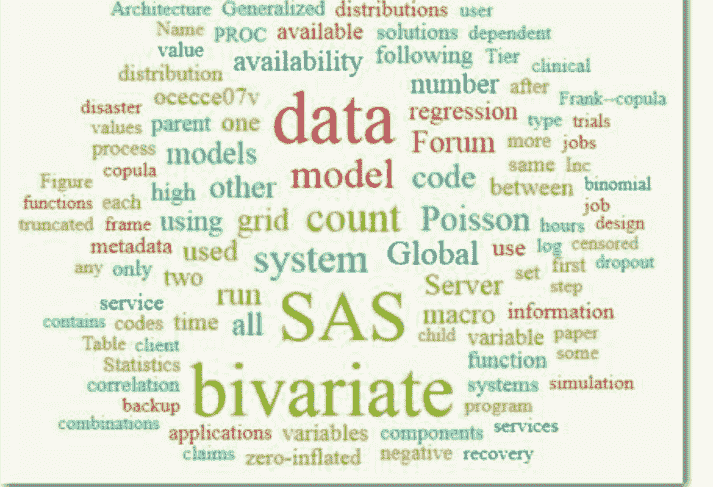 Architecture Generalized distributions user
Name PROC available solutions dependent
value availability following Tier clinical
distribution number after
disaster ocecce07v data regression Frank--copula
values parent one Forum type trials
process models more jobs
copula model code same Inc
Figure high other between binomial
functions each job
truncated frame using grid count Poisson hours design
metadata used system Global use log censored
any only two set first dropout
service run Server step
contains codes time all SAS macro information
Table client child variable paper
Statistics function some
correlation bivariate systems simulation
backup program
combinations applications variables components services
claims zero-inflated negative recovery